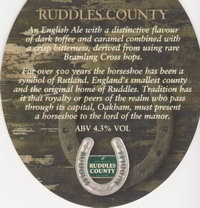 RUDDLES COUNTY
An English Ale with a distinctive flavour
of dark toffee and caramel combined with
a crisp bitterness, derived from using rare
Bramling Cross hops.
For over 500 years the horseshoe has been a
symbol of Rutland, England's smallest county
and the original home of Ruddles. Tradition has
it that royalty or peers of the realm who pass
through its capital, Oakham, must present
a horseshoe to the lord of the manor.
ABV 4.3% VOL
RUDDLES
COUNTY